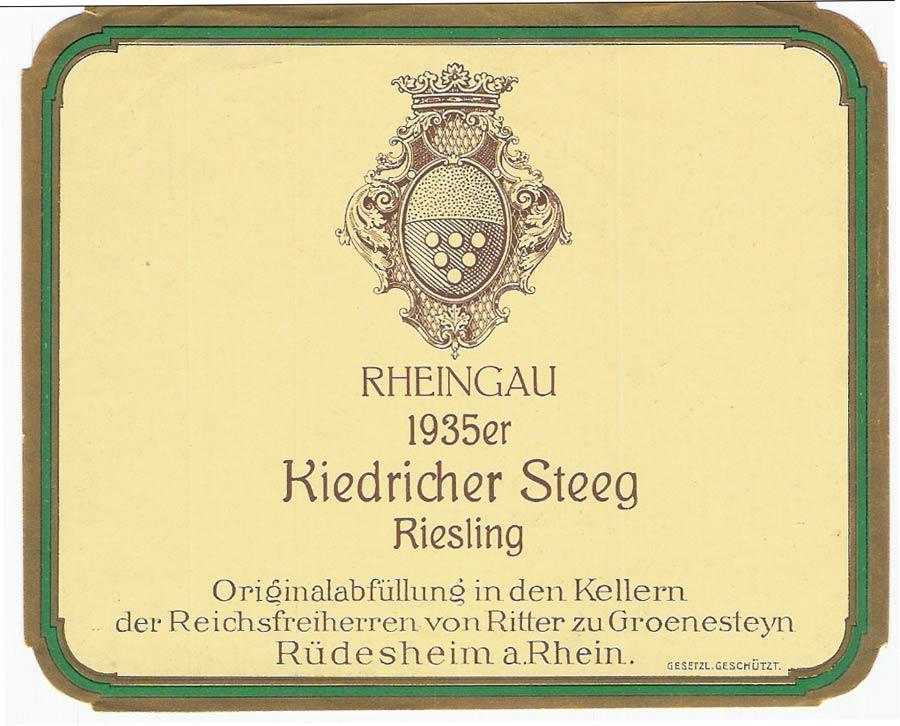 RHEINGAU
1935er
Kiedricher Steeg
Riesling
Originalabfüllung in den Kellern
der Reichsfreiherren von Ritter zu Groenesteyn
Rüdesheim a.Rhein.
GESETZL. GESCHÜTZT.